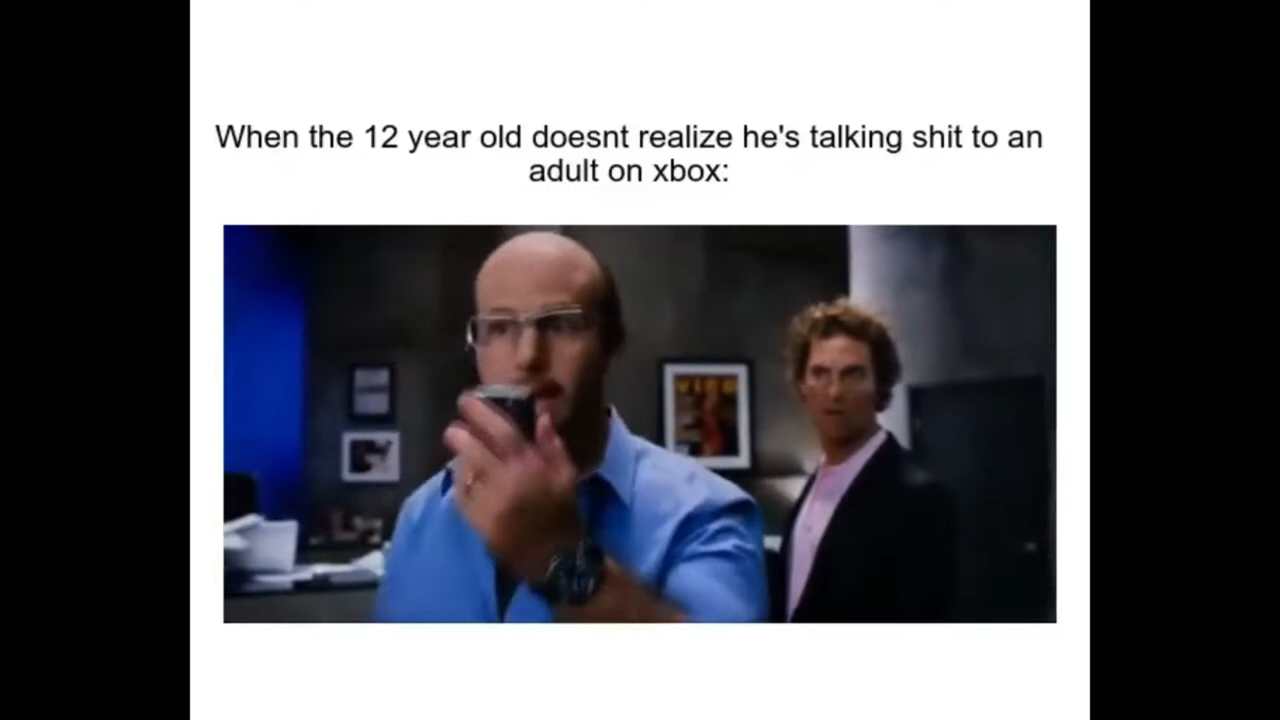 When the 12 year old doesnt realize he's talking shit to an
adult on xbox: